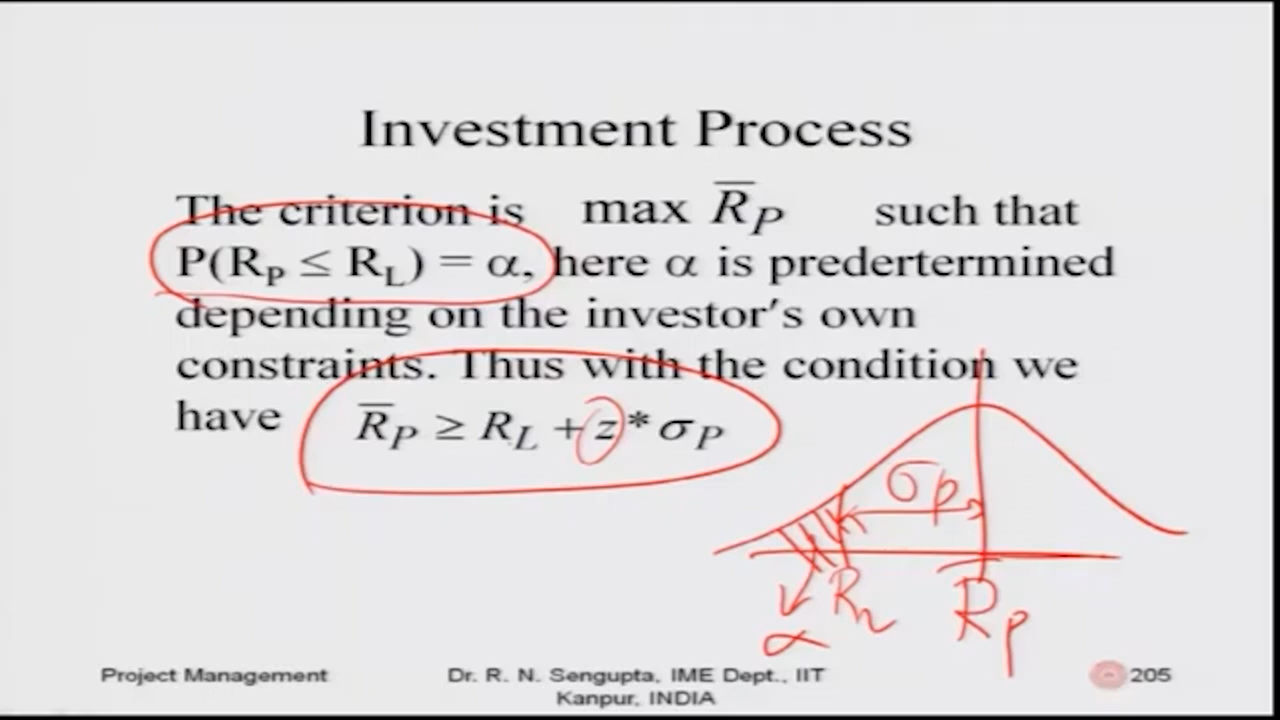 Investment Process
The criterion is max R̅P such that
P(RP ≤ RL) = α, here α is predertermined
depending on the investor's own
constraints. Thus with the condition we
have R̅P ≥ RL + z * σP
σp
R̅p
α
Project Management
Dr. R. N. Sengupta, IME Dept., IIT
Kanpur, INDIA
205